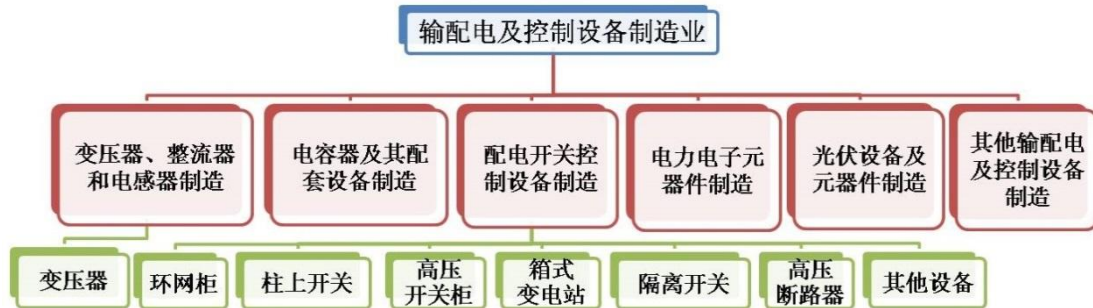 输配电及控制设备制造业
变压器、整流器
和电感器制造
电容器及其配
套设备制造
配电开关控
制设备制造
电力电子元
器件制造
光伏设备及
元器件制造
其他输配电
及控制设备
制造
变压器
环网柜
柱上开关
高压
开关柜
箱式
变电站
隔离开关
高压
断路器
其他设备